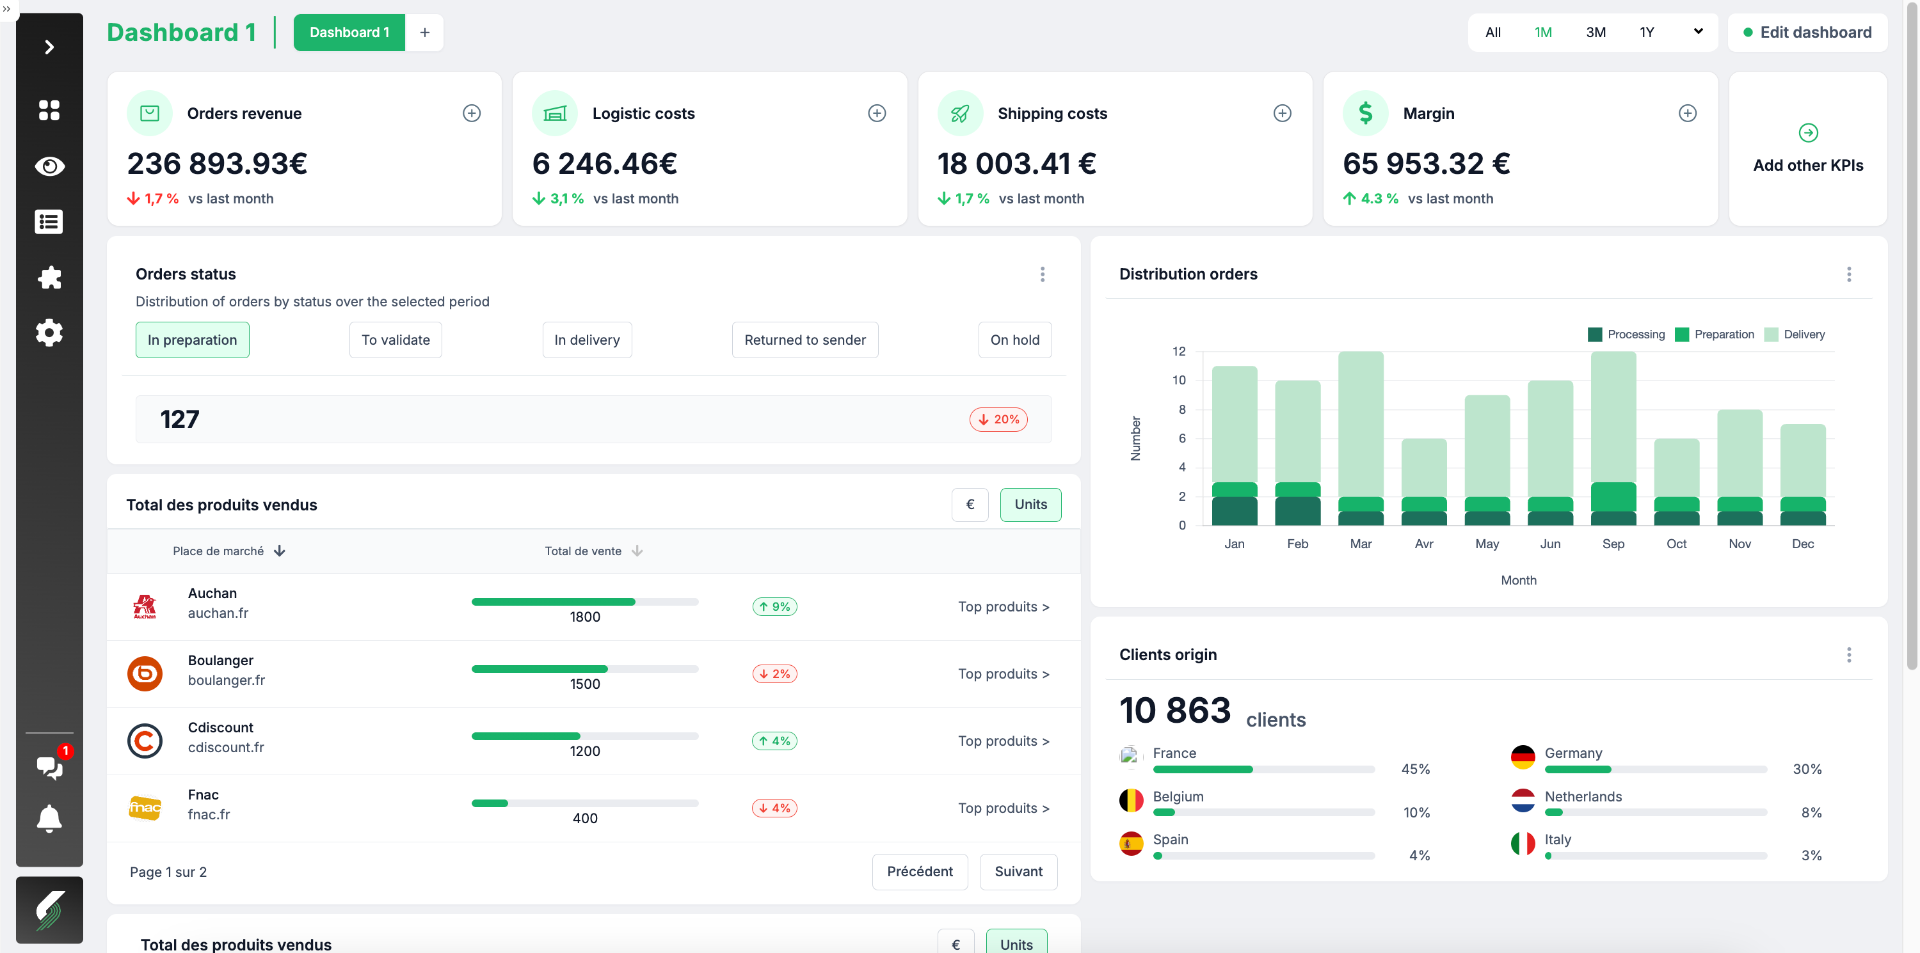 Dashboard 1
Dashboard 1
+
All
1M
3M
1Y
Edit dashboard
Orders revenue
236 893.93€
1,7 % vs last month
Logistic costs
6 246.46€
3,1 % vs last month
Shipping costs
18 003.41 €
1,7 % vs last month
Margin
65 953.32 €
4.3 % vs last month
Add other KPIs
Orders status
Distribution of orders by status over the selected period
In preparation
To validate
In delivery
Returned to sender
On hold
127
20%
Total des produits vendus
€
Units
Place de marché
Total de vente
Auchan
auchan.fr
Auchan
1800
9%
Top produits >
Boulanger
boulanger.fr
1500
2%
Top produits >
Cdiscount
cdiscount.fr
1200
4%
Top produits >
fnac
Fnac
fnac.fr
400
4%
Top produits >
Page 1 sur 2
Précédent
Suivant
Total des produits vendus
€
Units
Distribution orders
Processing
Preparation
Delivery
Number
12
10
8
6
4
2
0
Jan
Feb
Mar
Avr
May
Jun
Sep
Oct
Nov
Dec
Month
Clients origin
10 863 clients
France
45%
Germany
30%
Belgium
10%
Netherlands
8%
Spain
4%
Italy
3%
1